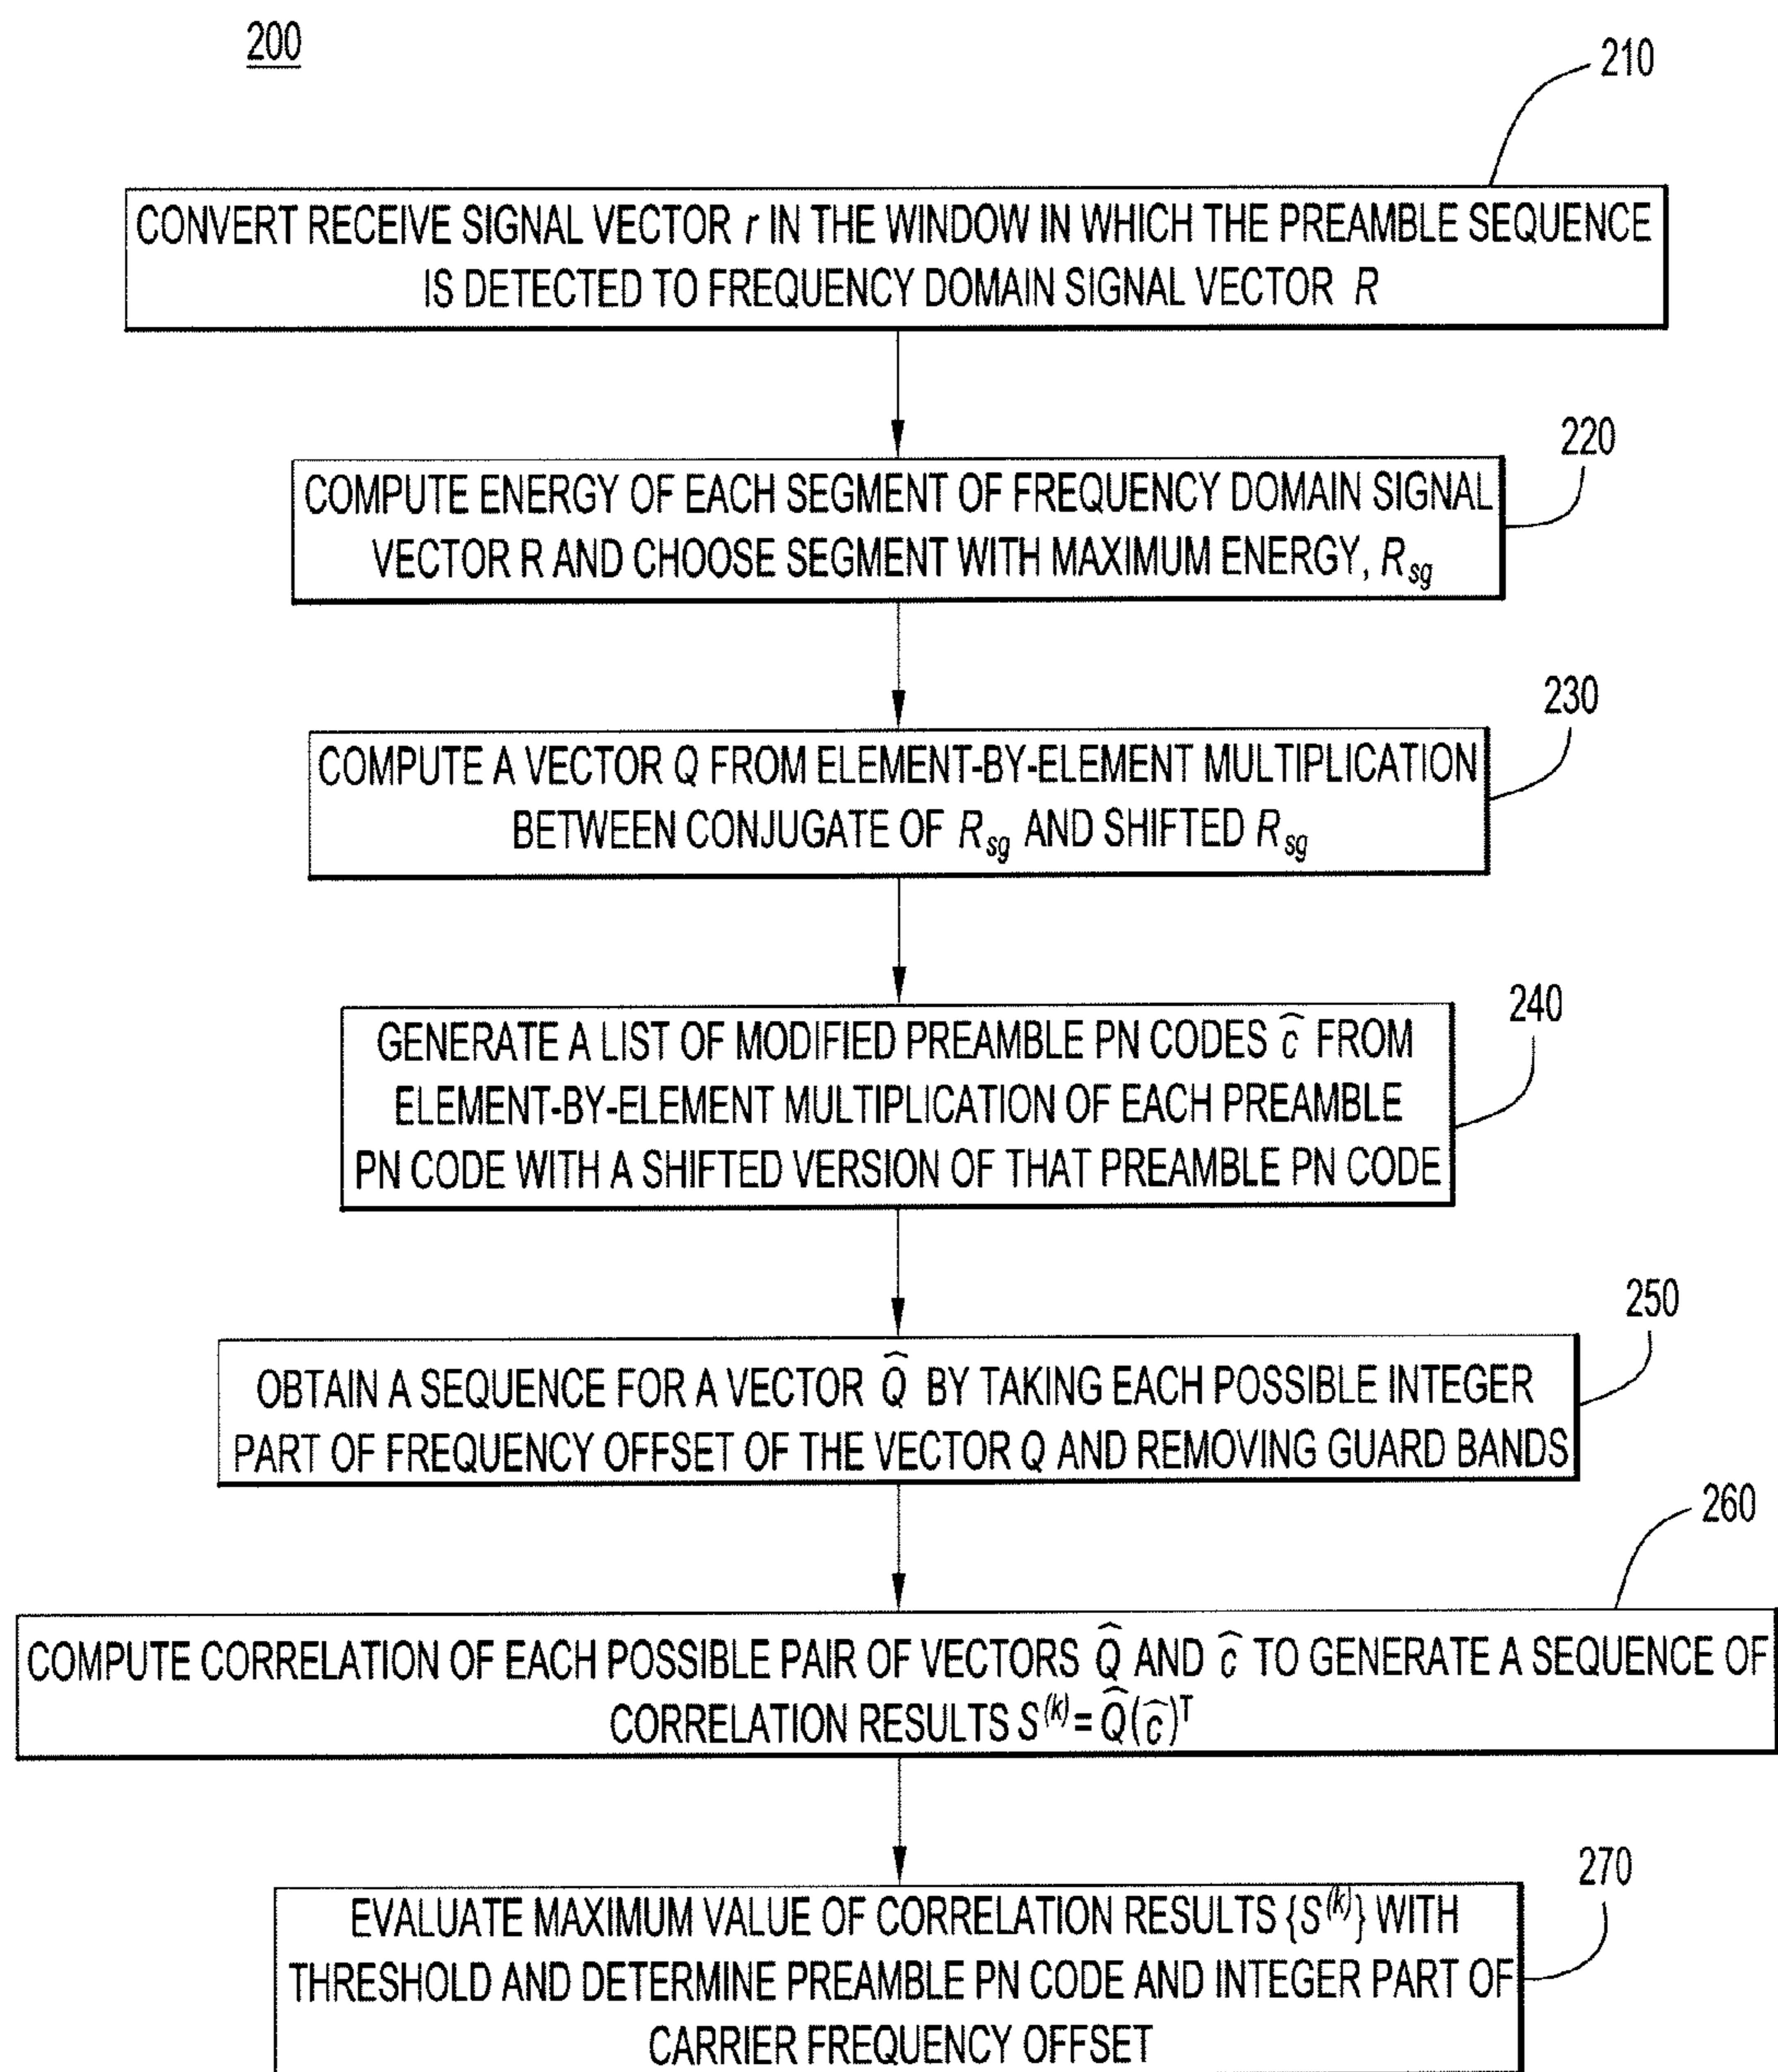 200
210
CONVERT RECEIVE SIGNAL VECTOR r IN THE WINDOW IN WHICH THE PREAMBLE SEQUENCE
IS DETECTED TO FREQUENCY DOMAIN SIGNAL VECTOR R
220
COMPUTE ENERGY OF EACH SEGMENT OF FREQUENCY DOMAIN SIGNAL
VECTOR R AND CHOOSE SEGMENT WITH MAXIMUM ENERGY, R_sg
230
COMPUTE A VECTOR Q FROM ELEMENT-BY-ELEMENT MULTIPLICATION
BETWEEN CONJUGATE OF R_sg AND SHIFTED R_sg
240
GENERATE A LIST OF MODIFIED PREAMBLE PN CODES ĉ FROM
ELEMENT-BY-ELEMENT MULTIPLICATION OF EACH PREAMBLE
PN CODE WITH A SHIFTED VERSION OF THAT PREAMBLE PN CODE
250
OBTAIN A SEQUENCE FOR A VECTOR Q̂ BY TAKING EACH POSSIBLE INTEGER
PART OF FREQUENCY OFFSET OF THE VECTOR Q AND REMOVING GUARD BANDS
260
COMPUTE CORRELATION OF EACH POSSIBLE PAIR OF VECTORS Q̂ AND ĉ TO GENERATE A SEQUENCE OF
CORRELATION RESULTS S^(k) = Q̂(ĉ)^T
270
EVALUATE MAXIMUM VALUE OF CORRELATION RESULTS {S^(k)} WITH
THRESHOLD AND DETERMINE PREAMBLE PN CODE AND INTEGER PART OF
CARRIER FREQUENCY OFFSET